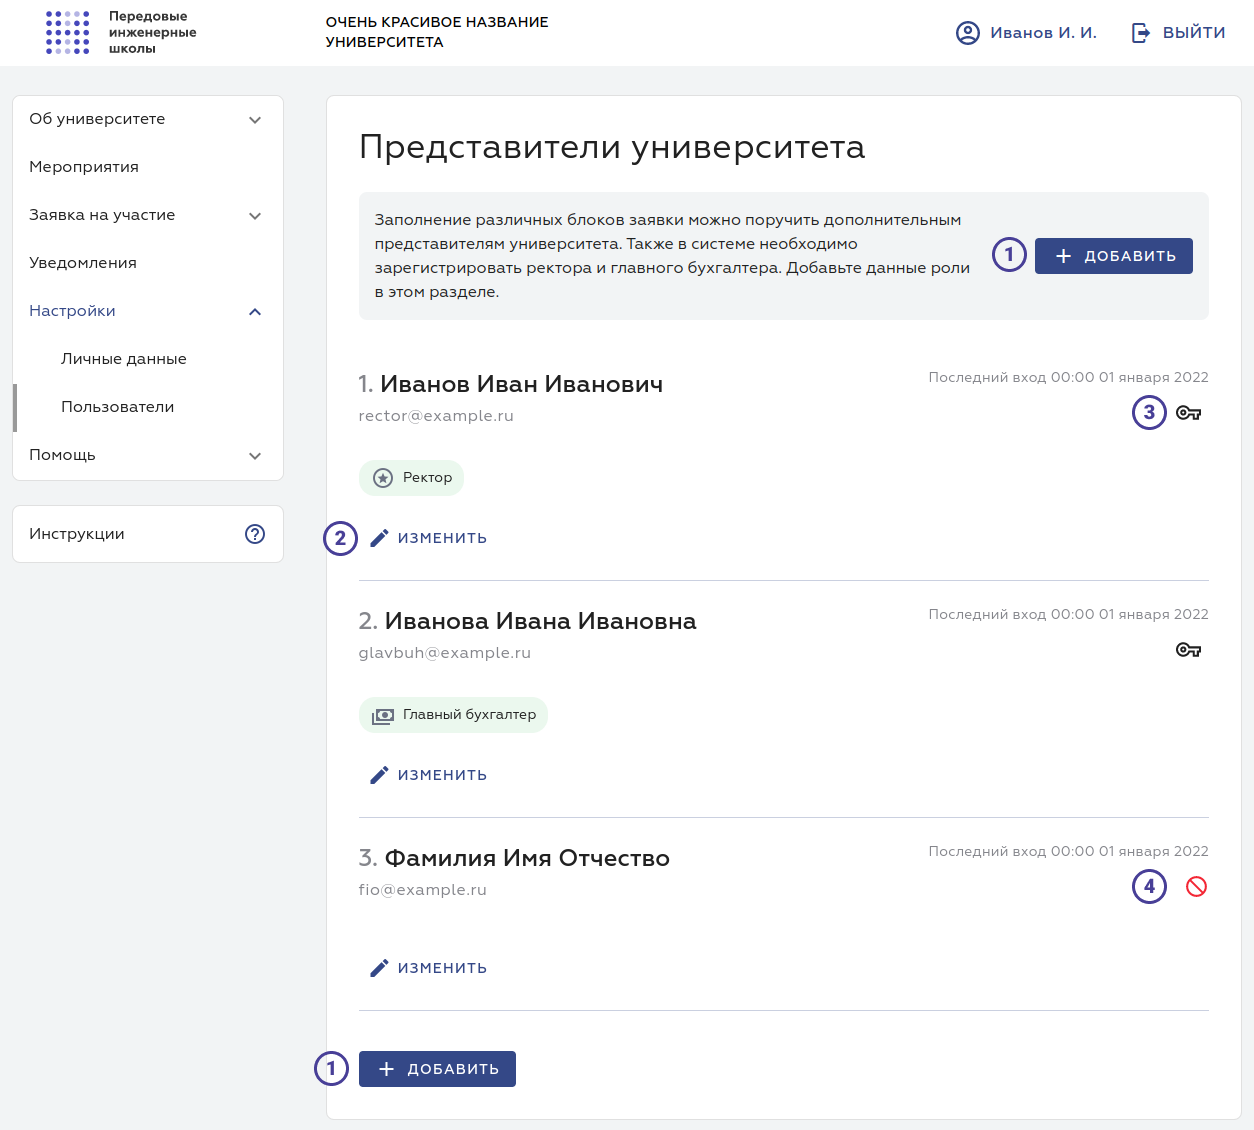 Передовые
инженерные
школы
ОЧЕНЬ КРАСИВОЕ НАЗВАНИЕ
УНИВЕРСИТЕТА
Иванов И. И.
ВЫЙТИ
Об университете
Мероприятия
Заявка на участие
Уведомления
Настройки
Личные данные
Пользователи
Помощь
Инструкции
Представители университета
Заполнение различных блоков заявки можно поручить дополнительным
представителям университета. Также в системе необходимо
зарегистрировать ректора и главного бухгалтера. Добавьте данные роли
в этом разделе.
1
+ ДОБАВИТЬ
1. Иванов Иван Иванович
Последний вход 00:00 01 января 2022
rector@example.ru
3
Ректор
2
ИЗМЕНИТЬ
2. Иванова Ивана Ивановна
Последний вход 00:00 01 января 2022
glavbuh@example.ru
Главный бухгалтер
ИЗМЕНИТЬ
3. Фамилия Имя Отчество
Последний вход 00:00 01 января 2022
fio@example.ru
4
ИЗМЕНИТЬ
1
+ ДОБАВИТЬ